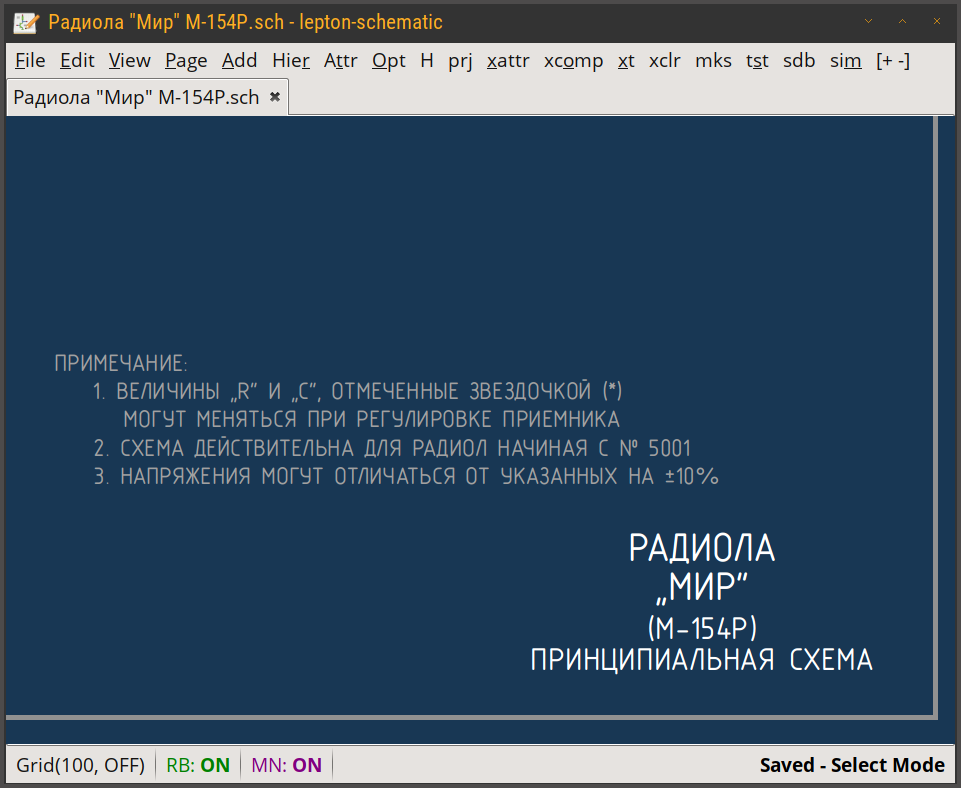 Радиола "Мир" М-154Р.sch - lepton-schematic
File Edit View Page Add Hier Attr Opt H prj xattr xcomp xt xclr mks tst sdb sim [+ -]
Радиола "Мир" М-154Р.sch ✖
ПРИМЕЧАНИЕ:
1. ВЕЛИЧИНЫ „R” И „C”, ОТМЕЧЕННЫЕ ЗВЕЗДОЧКОЙ (*)
МОГУТ МЕНЯТЬСЯ ПРИ РЕГУЛИРОВКЕ ПРИЕМНИКА
2. СХЕМА ДЕЙСТВИТЕЛЬНА ДЛЯ РАДИОЛ НАЧИНАЯ С № 5001
3. НАПРЯЖЕНИЯ МОГУТ ОТЛИЧАТЬСЯ ОТ УКАЗАННЫХ НА ±10%
РАДИОЛА
„МИР”
(М-154Р)
ПРИНЦИПИАЛЬНАЯ СХЕМА
Grid(100, OFF) RB: ON MN: ON Saved - Select Mode